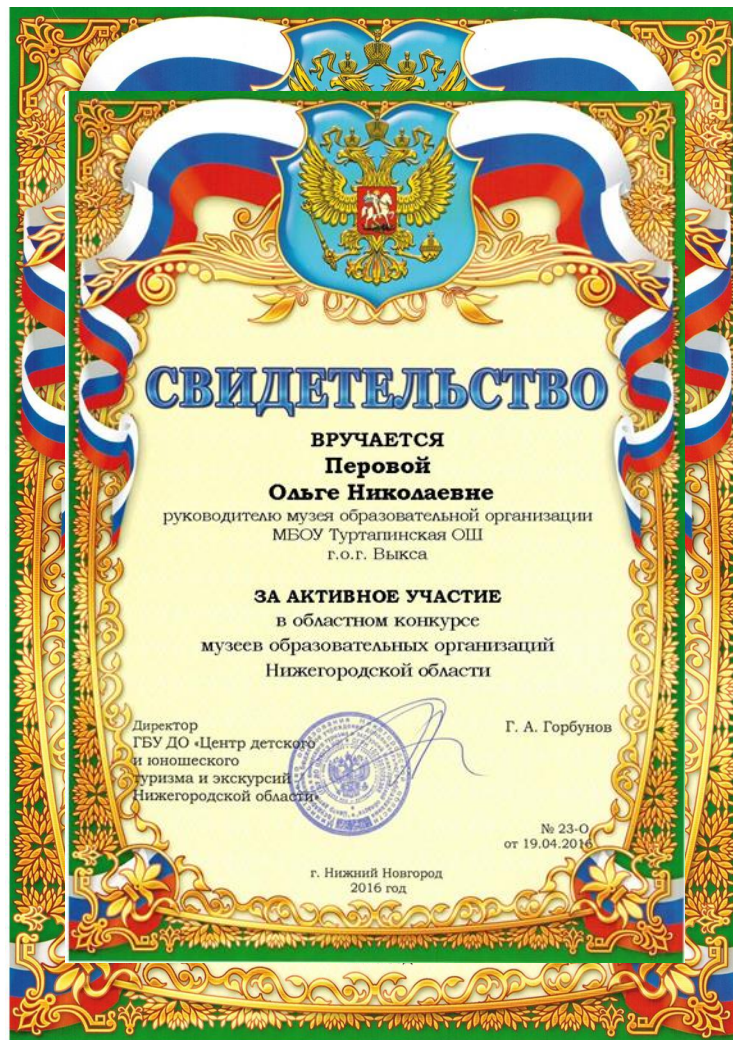 СВИДЕТЕЛЬСТВО
ВРУЧАЕТСЯ
Перовой
Ольге Николаевне
руководителю музея образовательной организации
МБОУ Туртапинская ОШ
г.о.г. Выкса
ЗА АКТИВНОЕ УЧАСТИЕ
в областном конкурсе
музеев образовательных организаций
Нижегородской области
Директор
ГБУ ДО «Центр детского
и юношеского
туризма и экскурсий
Нижегородской области»
Г. А. Горбунов
№ 23-О
от 19.04.2016
г. Нижний Новгород
2016 год